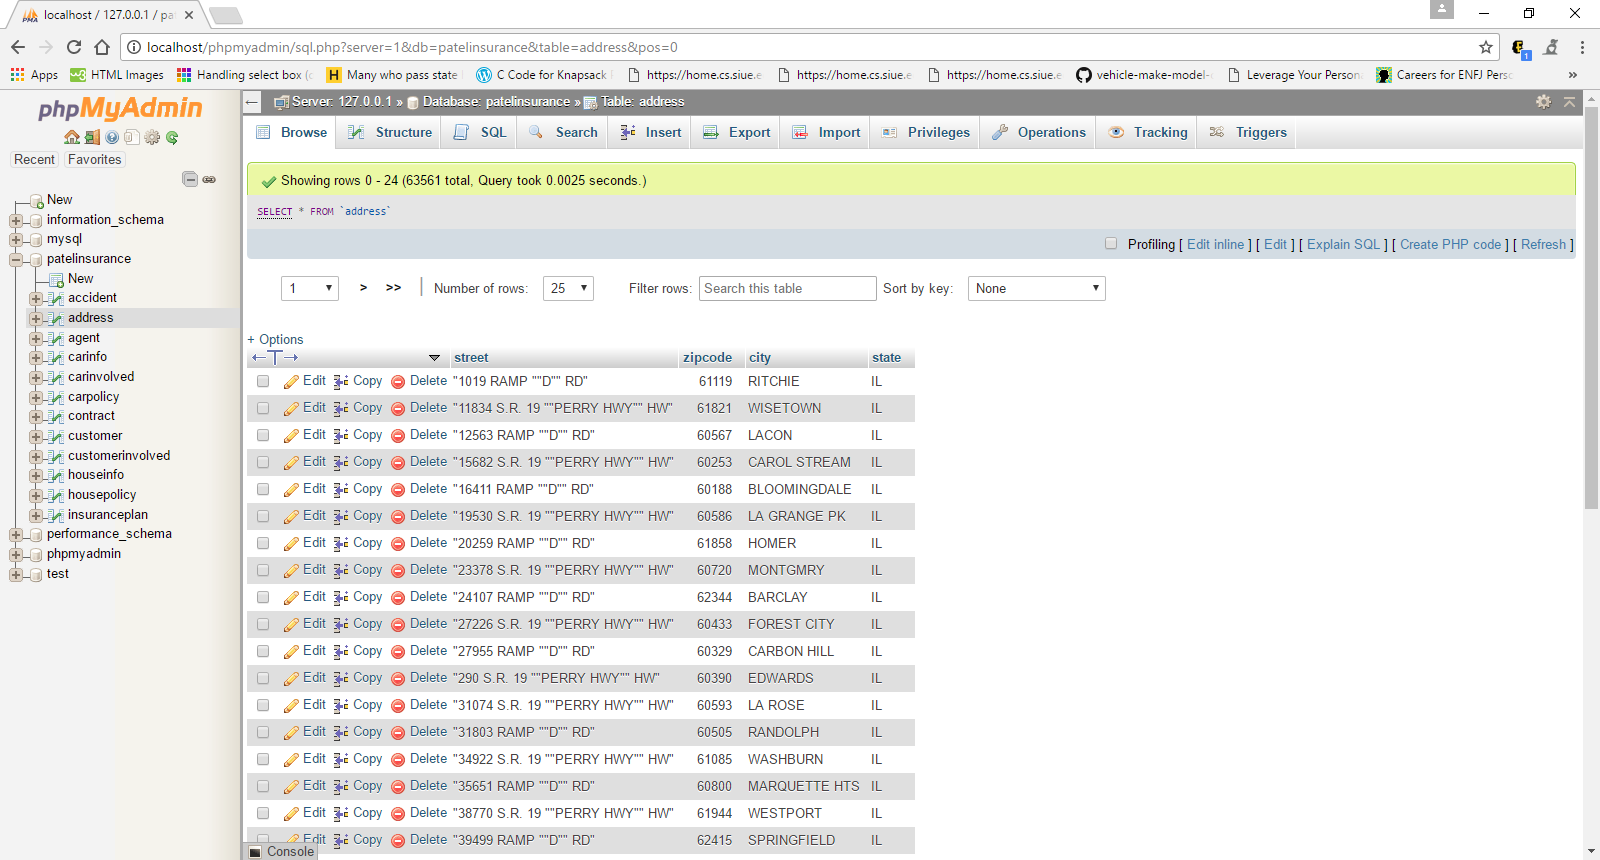 localhost / 127.0.0.1 / pa
localhost/phpmyadmin/sql.php?server=1&db=patelinsurance&table=address&pos=0
Apps HTML Images Handling select box ( Many who pass state C Code for Knapsack https://home.cs.siue.e https://home.cs.siue.e https://home.cs.siue.e vehicle-make-model- Leverage Your Person Careers for ENFJ Pers »
phpMyAdmin
Recent Favorites
New
information_schema
mysql
patelinsurance
New
accident
address
agent
carinfo
carinvolved
carpolicy
contract
customer
customerinvolved
houseinfo
housepolicy
insuranceplan
performance_schema
phpmyadmin
test
Server: 127.0.0.1 » Database: patelinsurance » Table: address
Browse Structure SQL Search Insert Export Import Privileges Operations Tracking Triggers
Showing rows 0 - 24 (63561 total, Query took 0.0025 seconds.)
SELECT * FROM `address`
Profiling [ Edit inline ] [ Edit ] [ Explain SQL ] [ Create PHP code ] [ Refresh ]
1 > >> | Number of rows: 25 Filter rows: Search this table Sort by key: None
+ Options
←T→ street zipcode city state
Edit Copy Delete "1019 RAMP ""D"" RD" 61119 RITCHIE IL
Edit Copy Delete "11834 S.R. 19 ""PERRY HWY"" HW" 61821 WISETOWN IL
Edit Copy Delete "12563 RAMP ""D"" RD" 60567 LACON IL
Edit Copy Delete "15682 S.R. 19 ""PERRY HWY"" HW" 60253 CAROL STREAM IL
Edit Copy Delete "16411 RAMP ""D"" RD" 60188 BLOOMINGDALE IL
Edit Copy Delete "19530 S.R. 19 ""PERRY HWY"" HW" 60586 LA GRANGE PK IL
Edit Copy Delete "20259 RAMP ""D"" RD" 61858 HOMER IL
Edit Copy Delete "23378 S.R. 19 ""PERRY HWY"" HW" 60720 MONTGMRY IL
Edit Copy Delete "24107 RAMP ""D"" RD" 62344 BARCLAY IL
Edit Copy Delete "27226 S.R. 19 ""PERRY HWY"" HW" 60433 FOREST CITY IL
Edit Copy Delete "27955 RAMP ""D"" RD" 60329 CARBON HILL IL
Edit Copy Delete "290 S.R. 19 ""PERRY HWY"" HW" 60390 EDWARDS IL
Edit Copy Delete "31074 S.R. 19 ""PERRY HWY"" HW" 60593 LA ROSE IL
Edit Copy Delete "31803 RAMP ""D"" RD" 60505 RANDOLPH IL
Edit Copy Delete "34922 S.R. 19 ""PERRY HWY"" HW" 61085 WASHBURN IL
Edit Copy Delete "35651 RAMP ""D"" RD" 60800 MARQUETTE HTS IL
Edit Copy Delete "38770 S.R. 19 ""PERRY HWY"" HW" 61944 WESTPORT IL
Edit Copy Delete "39499 RAMP ""D"" RD" 62415 SPRINGFIELD IL
Console